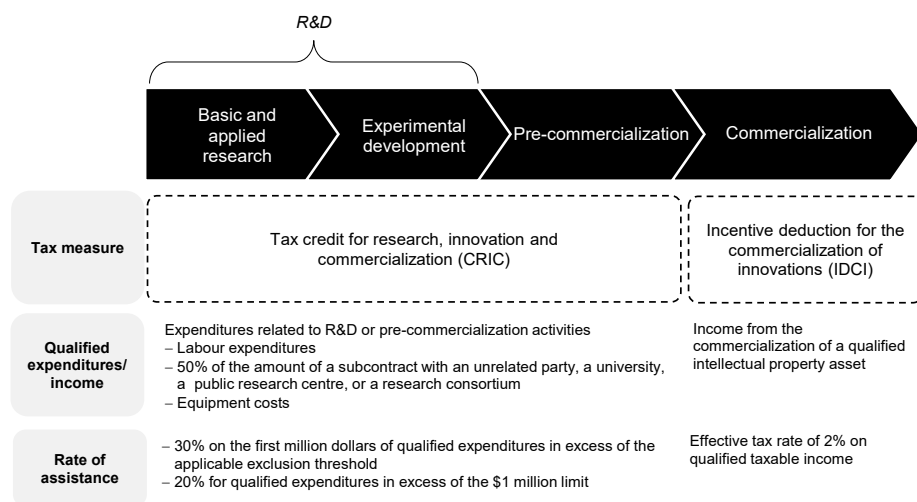 R&D
Basic and
applied
research
Experimental
development
Pre-commercialization
Commercialization
Tax measure
Tax credit for research, innovation and
commercialization (CRIC)
Incentive deduction for the
commercialization of
innovations (IDCI)
Qualified
expenditures/
income
Expenditures related to R&D or pre-commercialization activities
– Labour expenditures
– 50% of the amount of a subcontract with an unrelated party, a university,
a public research centre, or a research consortium
– Equipment costs
Income from the
commercialization of a qualified
intellectual property asset
Rate of
assistance
– 30% on the first million dollars of qualified expenditures in excess of the
applicable exclusion threshold
– 20% for qualified expenditures in excess of the $1 million limit
Effective tax rate of 2% on
qualified taxable income